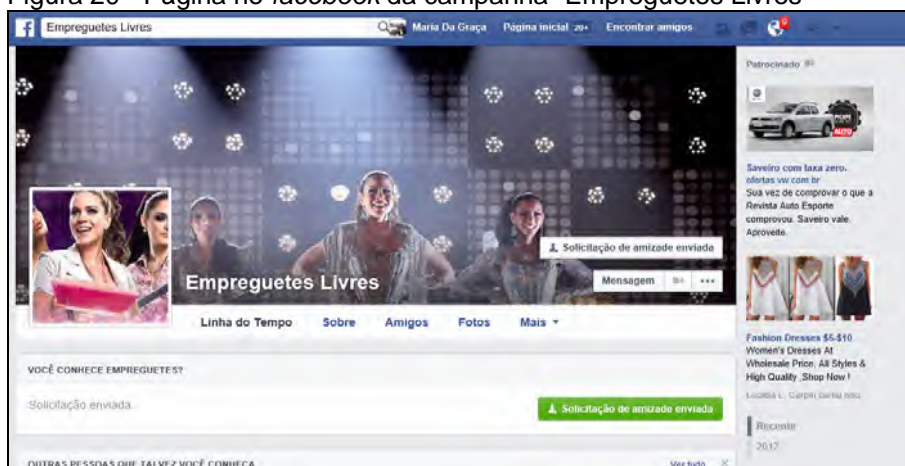 Figura 20 - Página no facebook da campanha "Empreguetes Livres"
f Empreguetes Livres Maria Da Graça Página inicial 20+ Encontrar amigos
Patrocinado
AUTO
Saveiro com taxa zero.
ofertas vw com br
Sua vez de comprovar o que a
Revista Auto Esporte
comprovou. Saveiro vale.
Aproveite.
Solicitação de amizade enviada
Empreguetes Livres
Mensagem ...
Linha do Tempo Sobre Amigos Fotos Mais
Fashion Dresses $5-$10
Women's Dresses At
Wholesale Price, All Styles &
High Quality ,Shop Now !
VOCÊ CONHECE EMPREGUETES?
Solicitação enviada.
Solicitação de amizade enviada
Recente
2012
OUTRAS PESSOAS QUE TALVEZ VOCÊ CONHEÇA
Ver tudo X